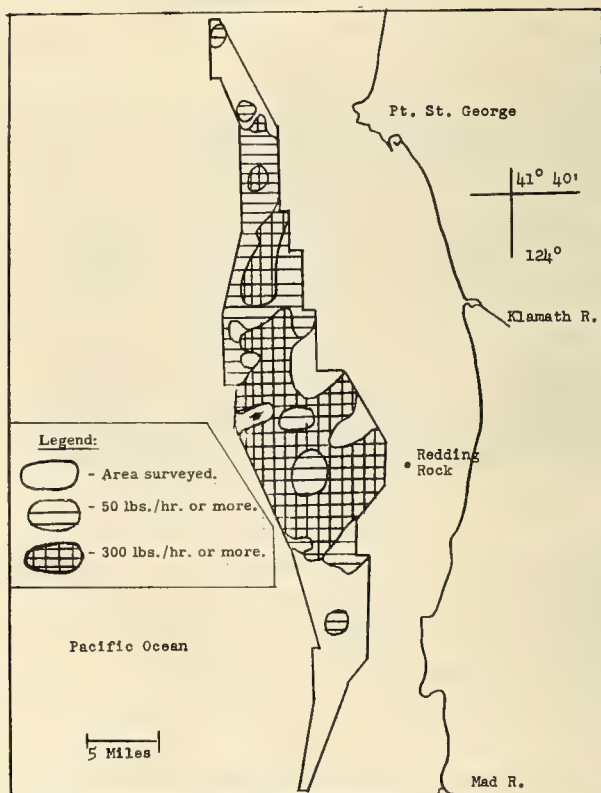 Pt. St. George
41° 40'
124°
Klamath R.
Legend:
- Area surveyed.
- 50 lbs./hr. or more.
- 300 lbs./hr. or more.
Redding
Rock
Pacific Ocean
5 Miles
Mad R.